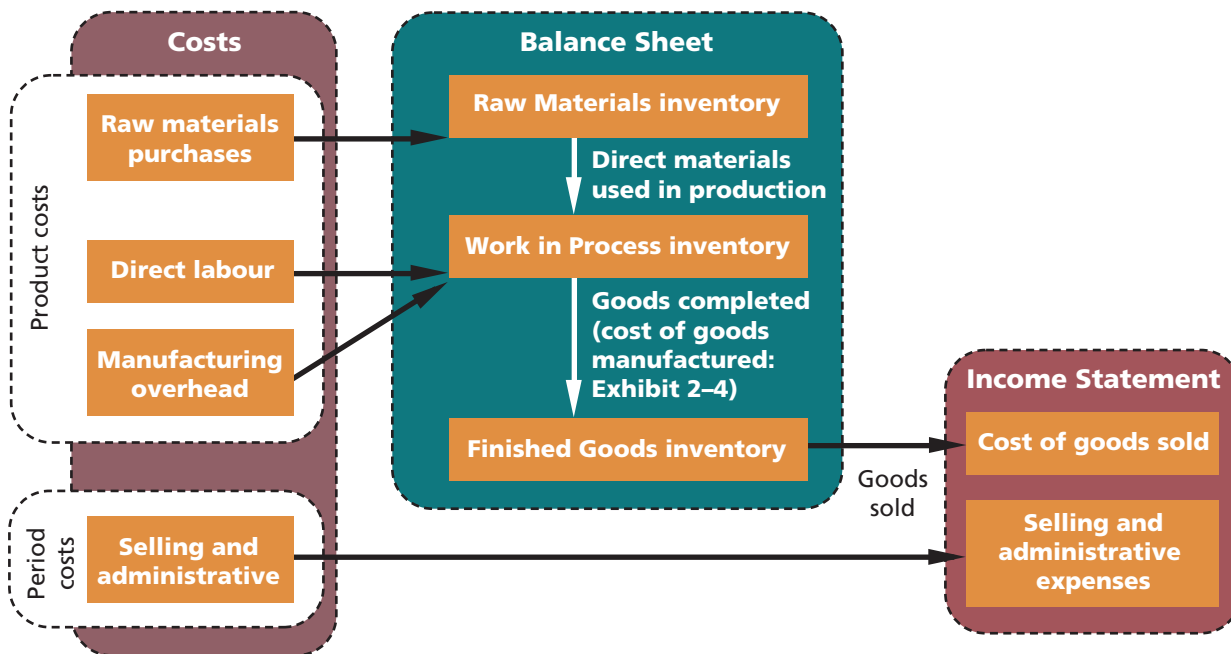 Costs
Product costs
Raw materials
purchases
Direct labour
Manufacturing
overhead
Period
costs
Selling and
administrative
Balance Sheet
Raw Materials inventory
Direct materials
used in production
Work in Process inventory
Goods completed
(cost of goods
manufactured:
Exhibit 2–4)
Finished Goods inventory
Goods
sold
Income Statement
Cost of goods sold
Selling and
administrative
expenses